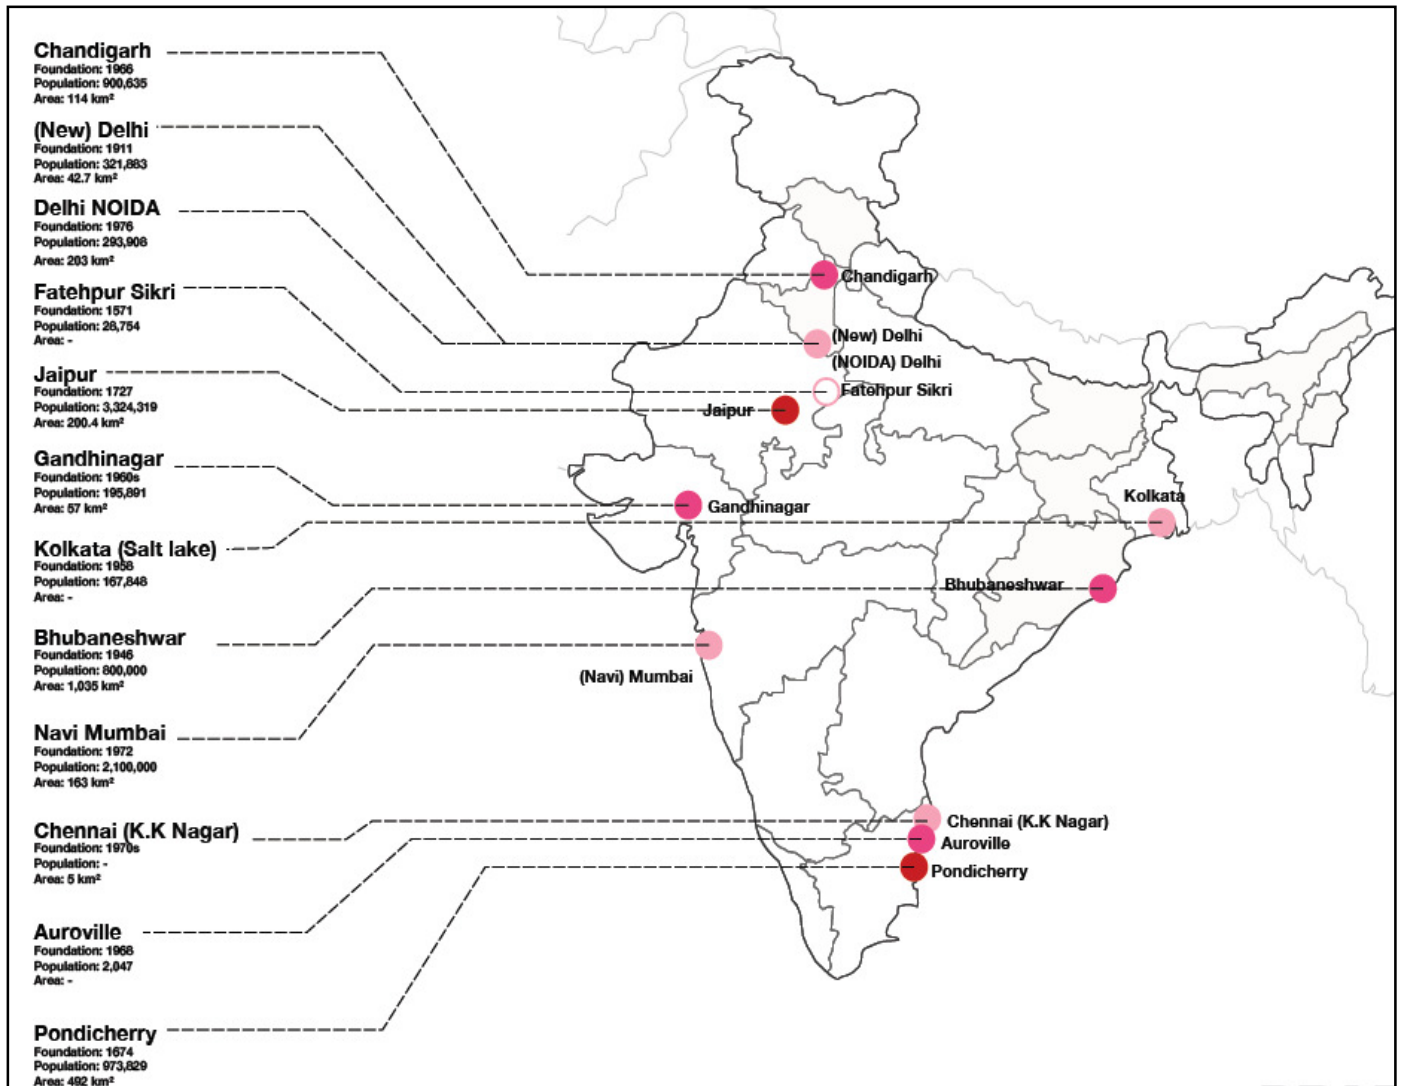 Chandigarh
Foundation: 1966
Population: 900,635
Area: 114 km²
(New) Delhi
Foundation: 1911
Population: 321,883
Area: 42.7 km²
Delhi NOIDA
Foundation: 1976
Population: 293,908
Area: 203 km²
Fatehpur Sikri
Foundation: 1571
Population: 28,754
Area: -
Jaipur
Foundation: 1727
Population: 3,324,319
Area: 200.4 km²
Gandhinagar
Foundation: 1960s
Population: 195,891
Area: 57 km²
Kolkata (Salt lake)
Foundation: 1958
Population: 167,848
Area: -
Bhubaneshwar
Foundation: 1946
Population: 800,000
Area: 1,035 km²
Navi Mumbai
Foundation: 1972
Population: 2,100,000
Area: 163 km²
Chennai (K.K Nagar)
Foundation: 1970s
Population: -
Area: 5 km²
Auroville
Foundation: 1968
Population: 2,047
Area: -
Pondicherry
Foundation: 1674
Population: 973,829
Area: 492 km²
Chandigarh
(New) Delhi
(NOIDA) Delhi
Fatehpur Sikri
Jaipur
Kolkata
Gandhinagar
Bhubaneshwar
(Navi) Mumbai
Chennai (K.K Nagar)
Auroville
Pondicherry